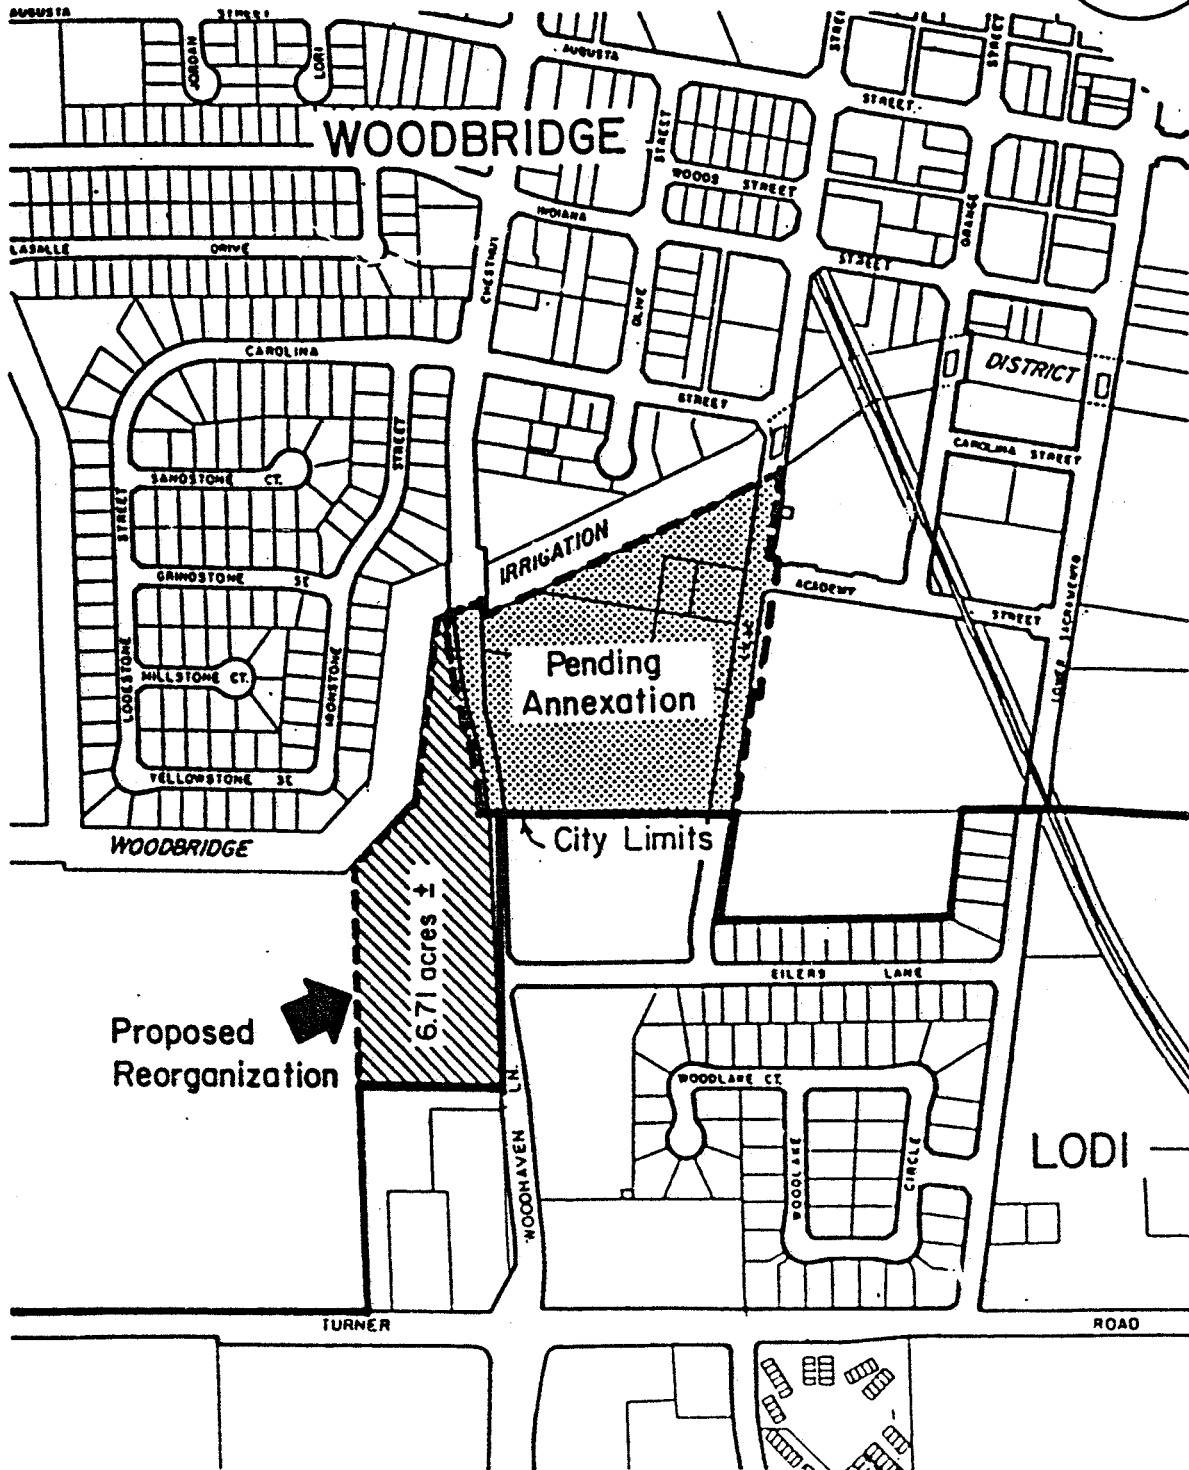 AUGUSTA STREET
JORDAN
LORI
AUGUSTA
STREET
STREET
STREET
STREET
WOODBRIDGE
STREET
WOODS STREET
INDIANA
ORANGE
LASALLE DRIVE
STREET
CHESTNUT
OLIVE
CAROLINA
DISTRICT
STREET
STREET
CAROLINA STREET
SANDSTONE CT.
STREET
IRRIGATION
GRINDSTONE ST.
ACADEMY
STREET
LOWER SACRAMENTO
LILAC
Pending
Annexation
MILLSTONE CT.
LODESTONE
IRONSTONE
YELLOWSTONE ST.
City Limits
WOODBRIDGE
6.71 acres ±
EILERS LANE
Proposed
Reorganization
WOODLAKE CT.
LN.
WOODHAVEN
WOODLAKE
CIRCLE
LODI
TURNER ROAD